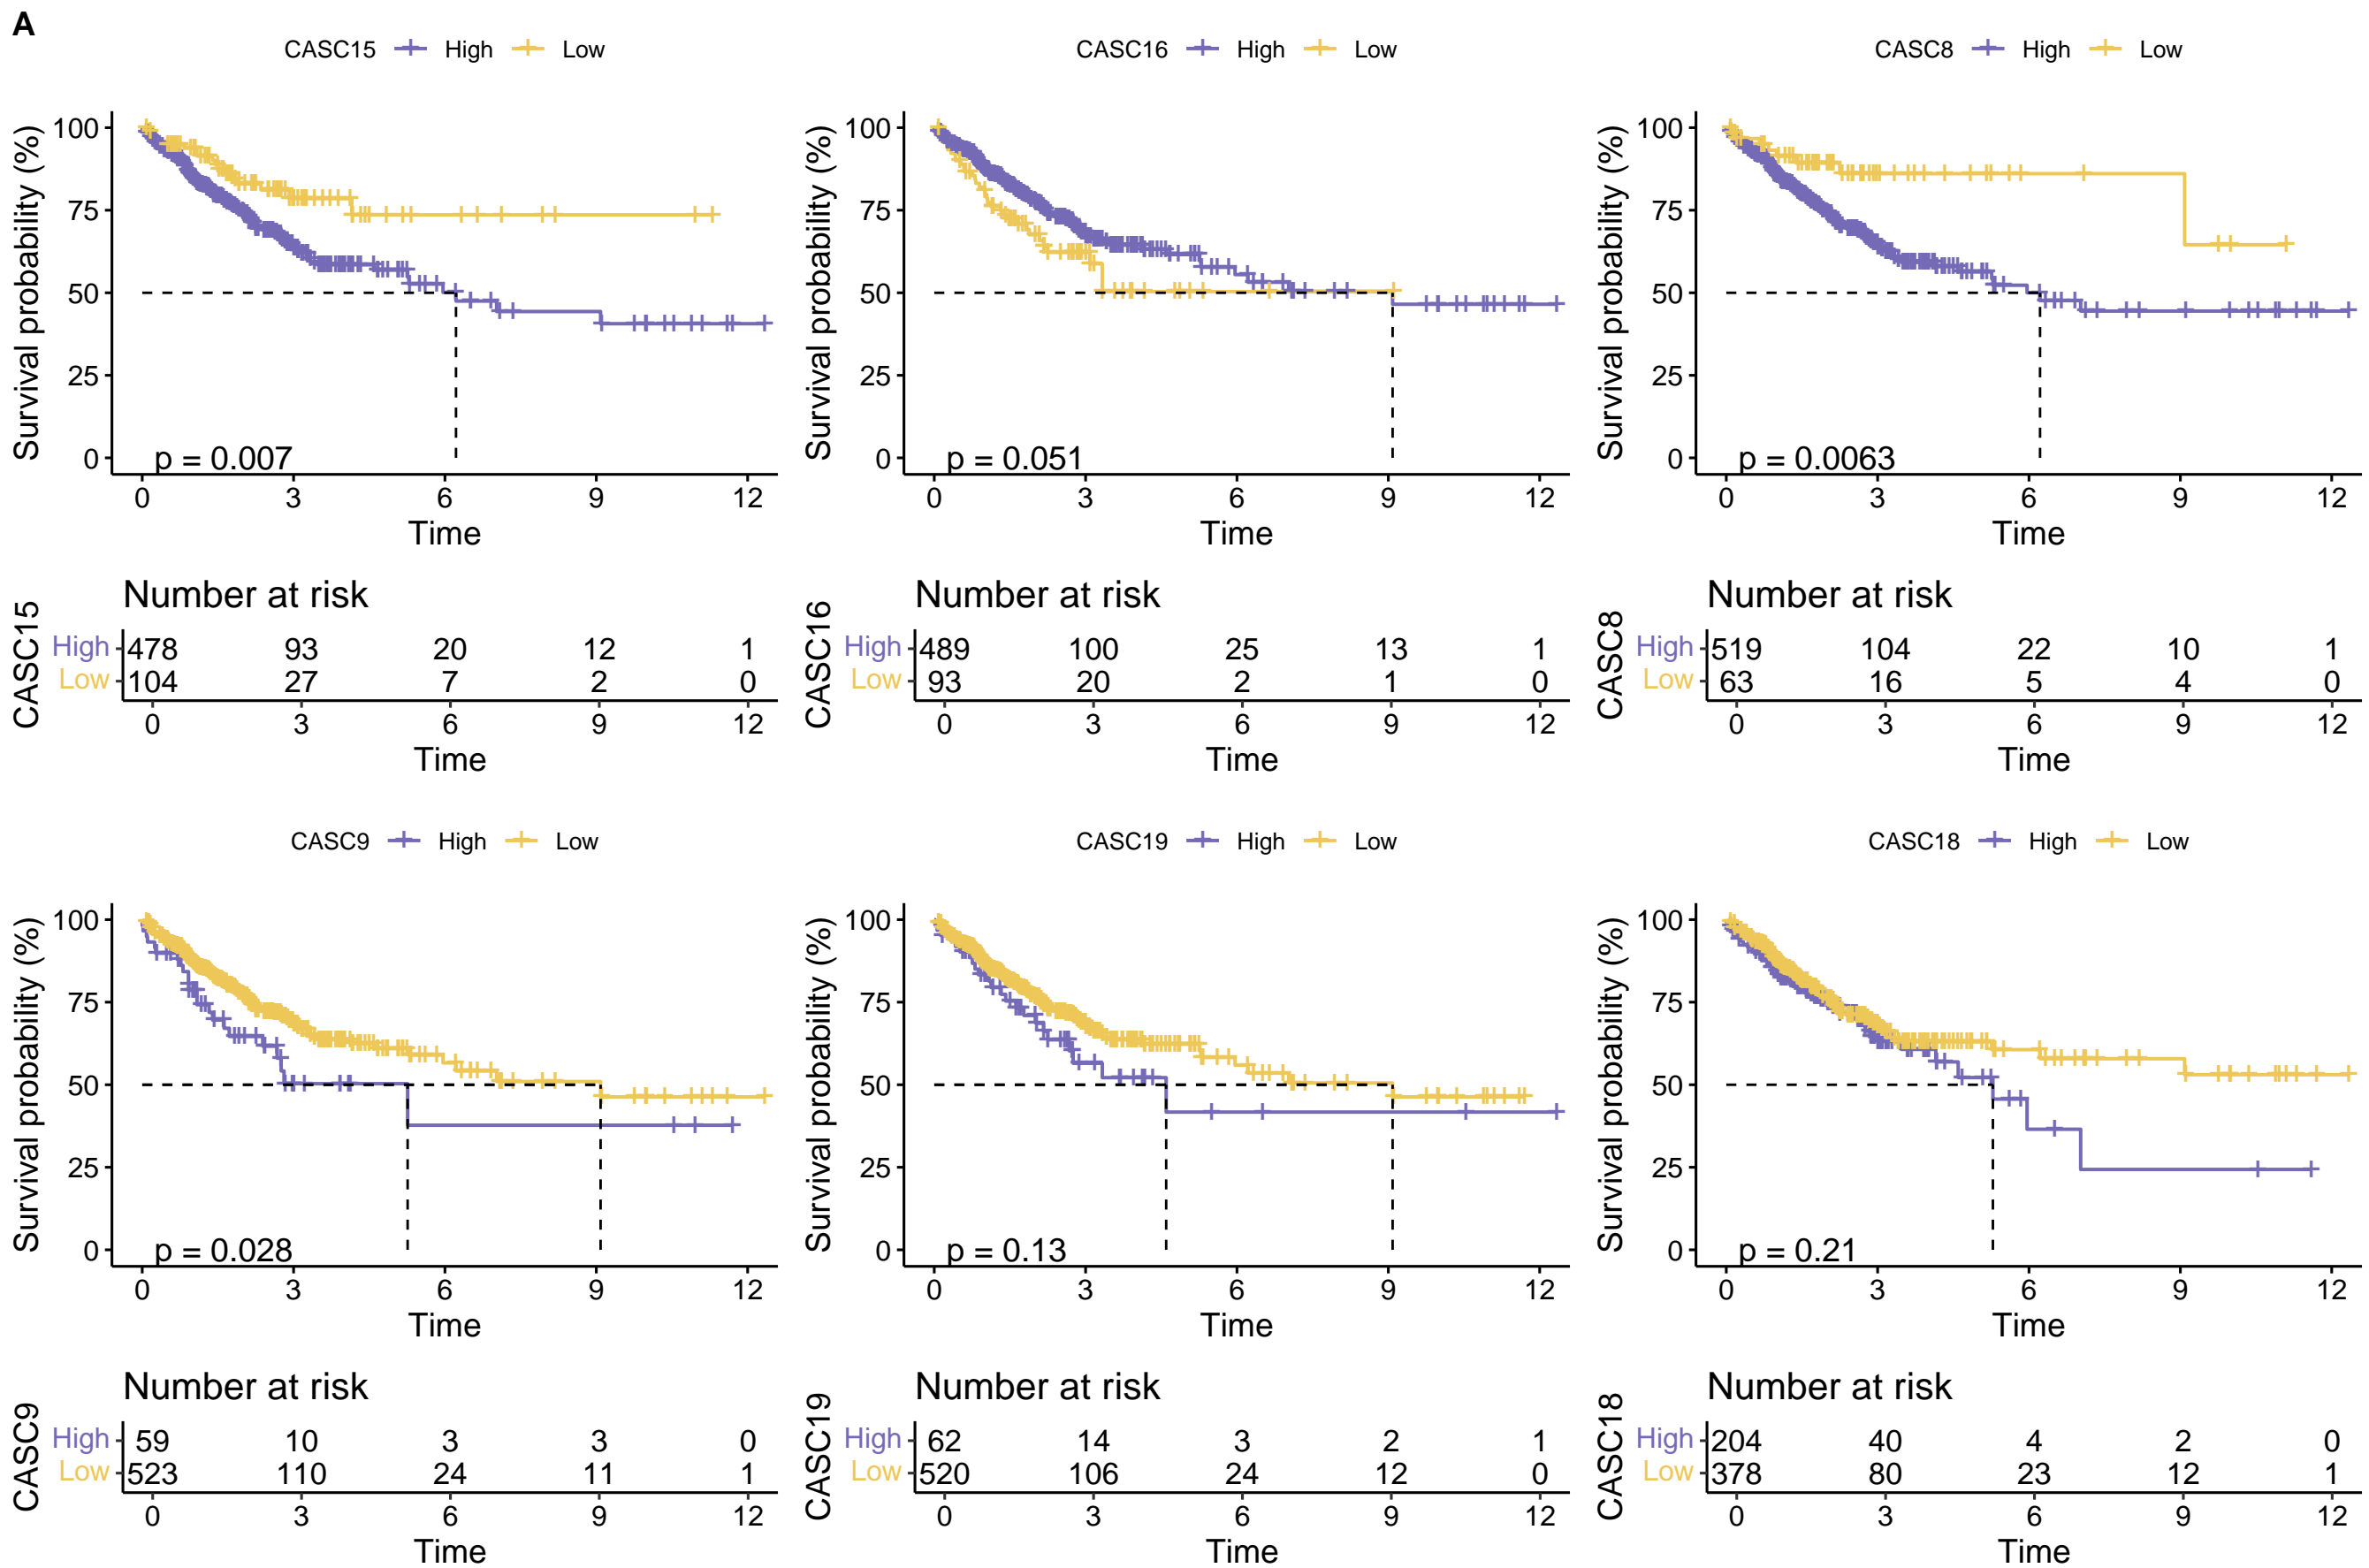 A
CASC15 High Low
Survival probability (%)
100
75
50
25
0
p = 0.007
0 3 6 9 12
Time
Number at risk
CASC15
High 478 93 20 12 1
Low 104 27 7 2 0
0 3 6 9 12
Time
CASC16 High Low
Survival probability (%)
100
75
50
25
0
p = 0.051
0 3 6 9 12
Time
Number at risk
CASC16
High 489 100 25 13 1
Low 93 20 2 1 0
0 3 6 9 12
Time
CASC8 High Low
Survival probability (%)
100
75
50
25
0
p = 0.0063
0 3 6 9 12
Time
Number at risk
CASC8
High 519 104 22 10 1
Low 63 16 5 4 0
0 3 6 9 12
Time
CASC9 High Low
Survival probability (%)
100
75
50
25
0
p = 0.028
0 3 6 9 12
Time
Number at risk
CASC9
High 59 10 3 3 0
Low 523 110 24 11 1
0 3 6 9 12
Time
CASC19 High Low
Survival probability (%)
100
75
50
25
0
p = 0.13
0 3 6 9 12
Time
Number at risk
CASC19
High 62 14 3 2 1
Low 520 106 24 12 0
0 3 6 9 12
Time
CASC18 High Low
Survival probability (%)
100
75
50
25
0
p = 0.21
0 3 6 9 12
Time
Number at risk
CASC18
High 204 40 4 2 0
Low 378 80 23 12 1
0 3 6 9 12
Time